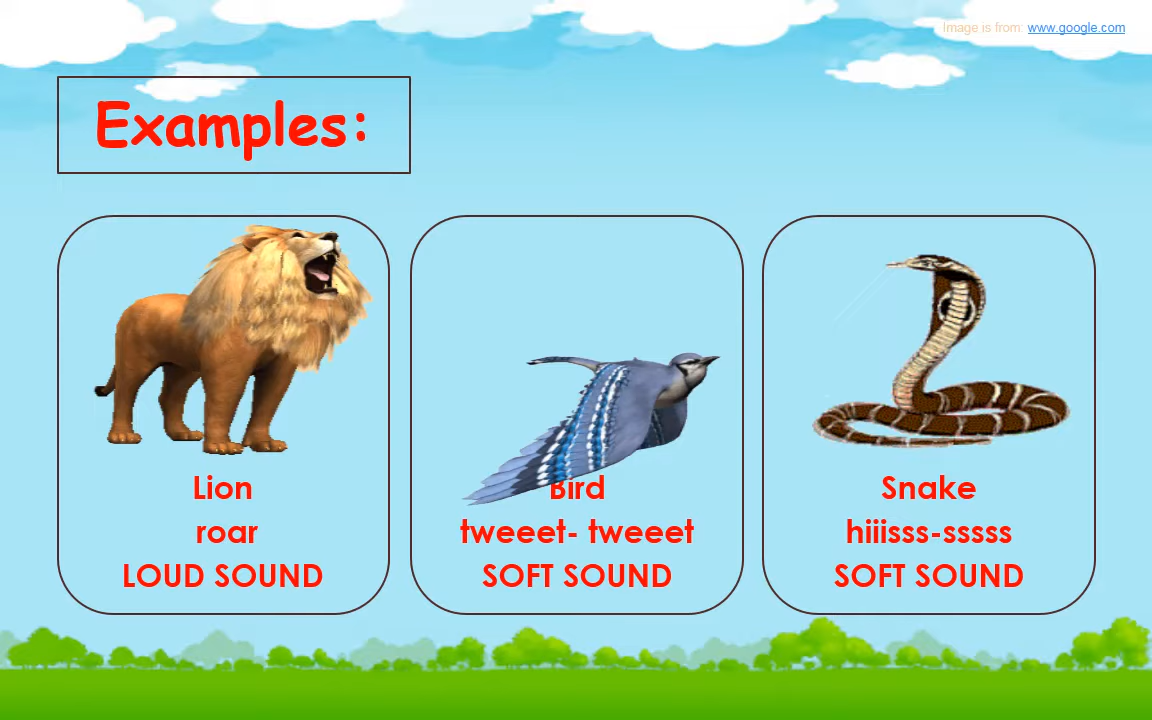 Image is from: www.google.com
Examples:
Lion
roar
LOUD SOUND
Bird
tweeet- tweeet
SOFT SOUND
Snake
hiiisss-sssss
SOFT SOUND